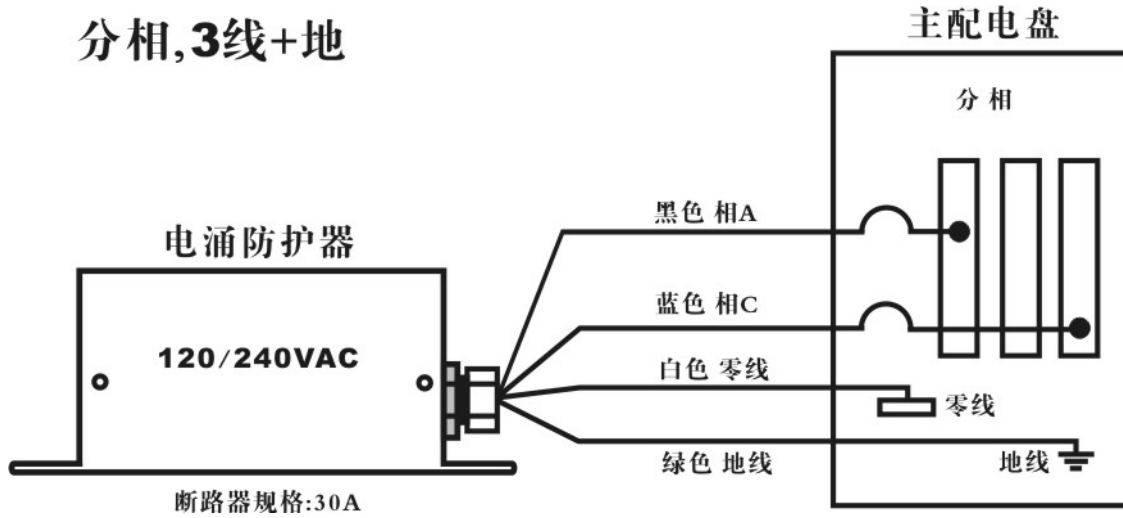 分相,3线+地
主配电盘
分相
黑色 相A
电涌防护器
蓝色 相C
120/240VAC
白色 零线
零线
绿色 地线
地线
断路器规格:30A